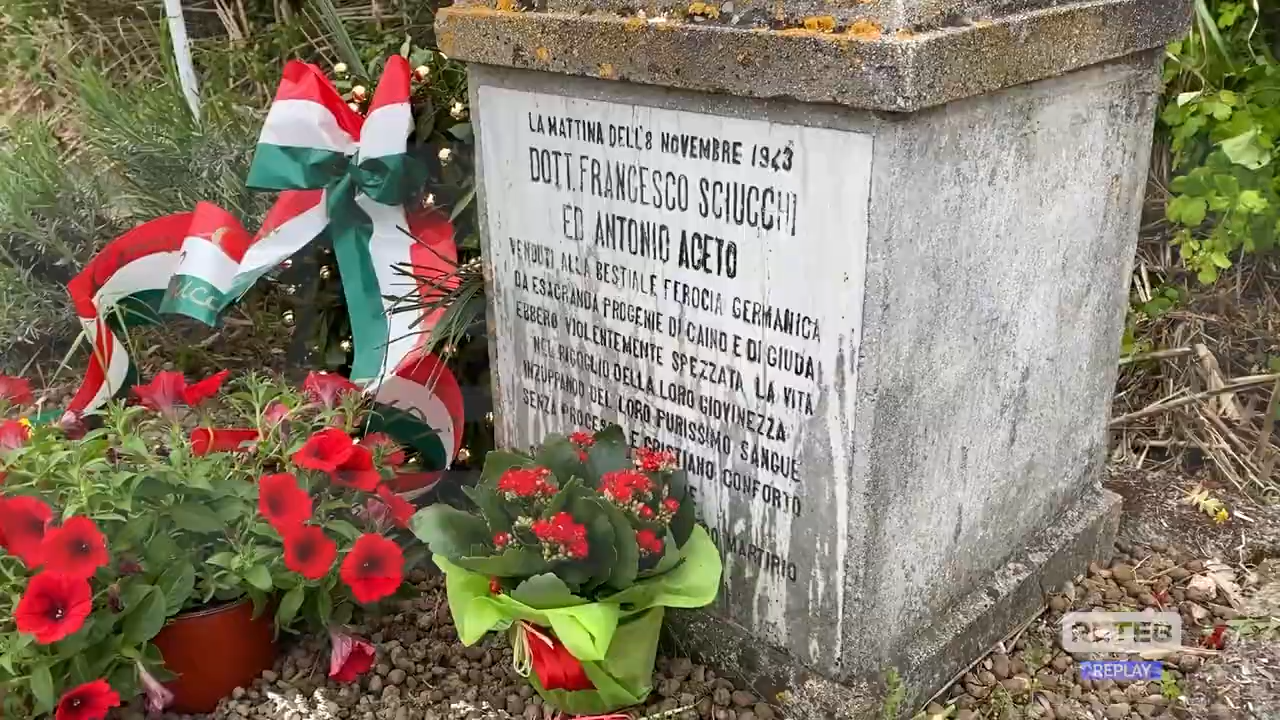 LA MATTINA DELL'8 NOVEMBRE 1943
DOTT. FRANCESCO SCIUCCHI
ED ANTONIO ACETO
VENDUTI ALLA BESTIALE FEROCIA GERMANICA
DA ESACRANDA PROGENIE DI CAINO E DI GIUDA
EBBERO VIOLENTEMENTE SPEZZATA LA VITA
NEL RIGOGLIO DELLA LORO GIOVINEZZA
INZUPPANDO DEL LORO PURISSIMO SANGUE
SENZA E CRISTIANO CONFORTO
MARTIRIO
RETE8
REPLAY